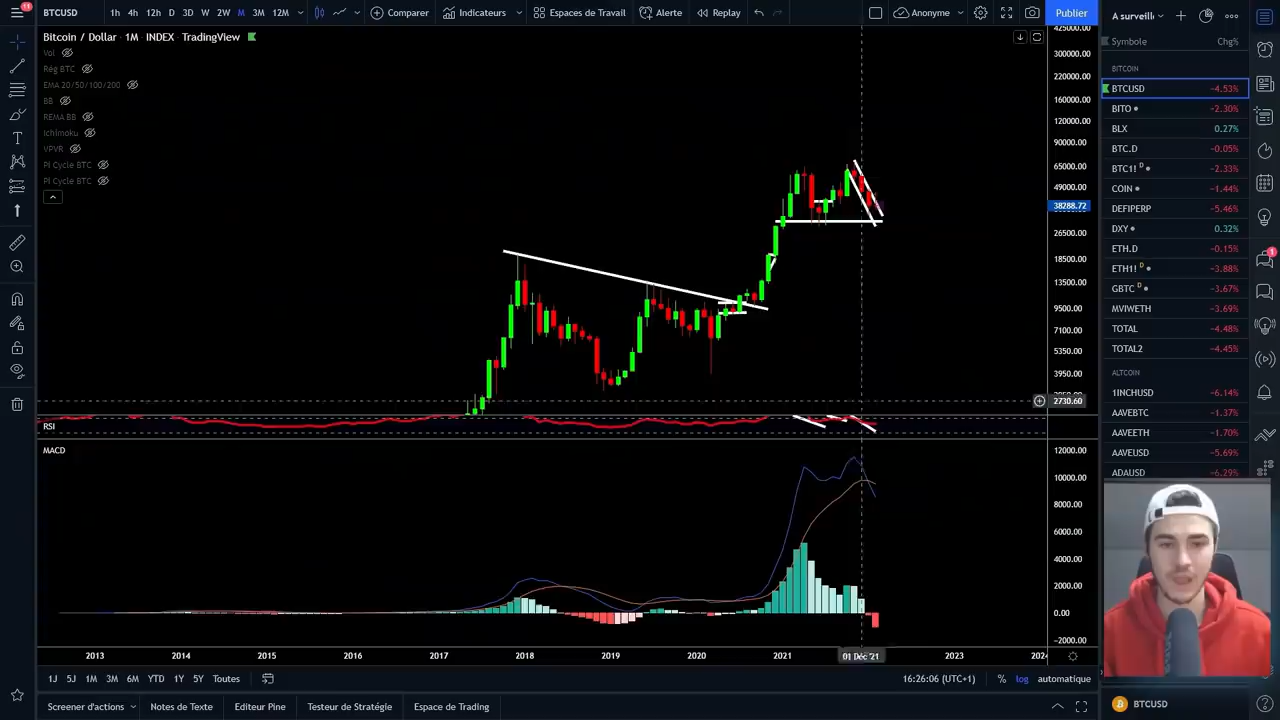 11
BTCUSD
1h 4h 12h D 3D W 2W M 3M 12M
Comparer
Indicateurs
Espaces de Travail
Alerte
Replay
Anonyme
Publier
Bitcoin / Dollar · 1M · INDEX · TradingView
Vol
Rég BTC
EMA 20/50/100/200
BB
REMA BB
Ichimoku
VPVR
Pl Cycle BTC
Pl Cycle BTC
425000.00
300000.00
220000.00
160000.00
120000.00
90000.00
65000.00
49000.00
38288.72
26500.00
18500.00
13500.00
9500.00
7100.00
5350.00
3950.00
2730.60
RSI
MACD
12000.00
10000.00
8000.00
6000.00
4000.00
2000.00
0.00
−2000.00
2013 2014 2015 2016 2017 2018 2019 2020 2021 2023 2024
1J 5J 1M 3M 6M YTD 1Y 5Y Toutes
16:26:06 (UTC+1)
% log automatique
Screener d'actions
Notes de Texte
Editeur Pine
Testeur de Stratégie
Espace de Trading
A surveiller
Symbole Chg%
BITCOIN
BTCUSD −4.53%
BITO −2.30%
BLX 0.27%
BTC.D −0.05%
BTC1! D −2.33%
COIN −1.44%
DEFIPERP −5.46%
DXY 0.32%
ETH.D −0.15%
ETH1! D −3.88%
GBTC D −3.67%
MVIWETH −3.69%
TOTAL −4.48%
TOTAL2 −4.45%
ALTCOIN
1INCHUSD −6.14%
AAVEBTC −1.37%
AAVEETH −1.70%
AAVEUSD −5.69%
ADAUSD −6.29%
1
BTCUSD